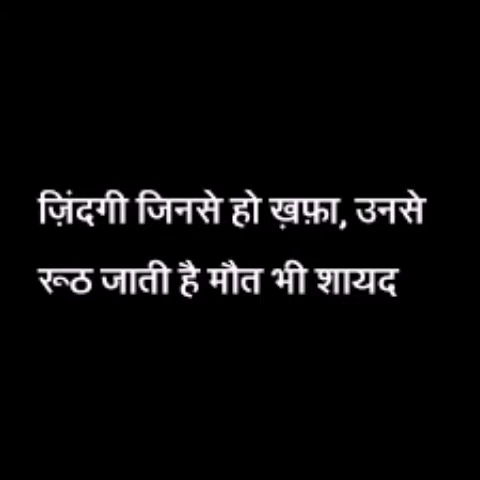 ज़िंदगी जिनसे हो ख़फ़ा, उनसे
रूठ जाती है मौत भी शायद